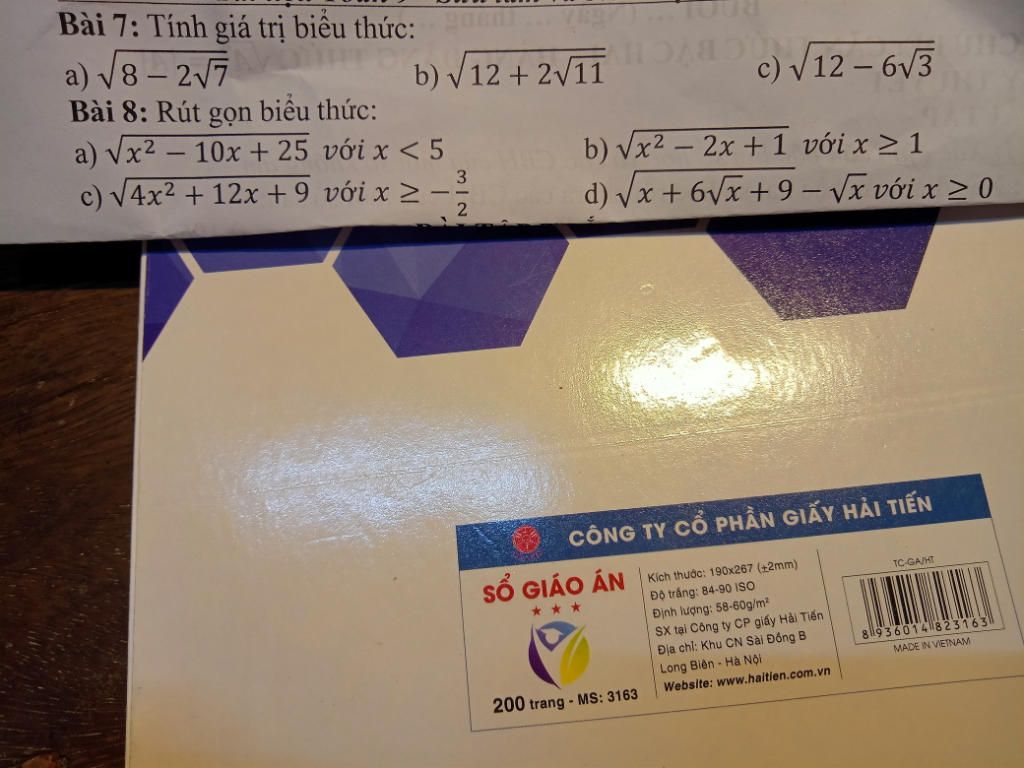 Bài 7: Tính giá trị biểu thức:
a) √(8 − 2√7) b) √(12 + 2√11) c) √(12 − 6√3)
Bài 8: Rút gọn biểu thức:
a) √(x² − 10x + 25) với x < 5 b) √(x² − 2x + 1) với x ≥ 1
c) √(4x² + 12x + 9) với x ≥ −3/2 d) √(x + 6√x + 9) − √x với x ≥ 0
CÔNG TY CỔ PHẦN GIẤY HẢI TIẾN
SỔ GIÁO ÁN
200 trang - MS: 3163
Kích thước: 190x267 (±2mm)
Độ trắng: 84-90 ISO
Định lượng: 58-60g/m²
SX tại Công ty CP giấy Hải Tiến
Địa chỉ: Khu CN Sài Đồng B
Long Biên - Hà Nội
Website: www.haitien.com.vn
TC-GA/HT
8 936014 823163
MADE IN VIETNAM